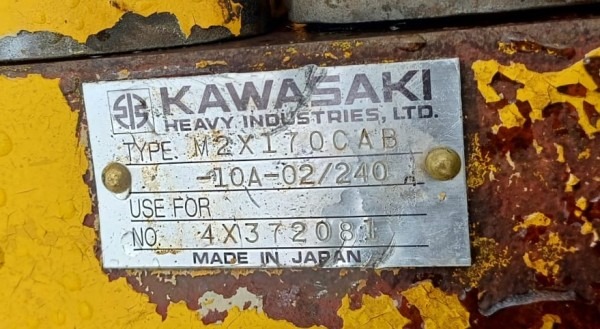 KAWASAKI
HEAVY INDUSTRIES, LTD.
TYPE. M2X170CAB
-10A-02/240
USE FOR
NO. 4X372081
MADE IN JAPAN